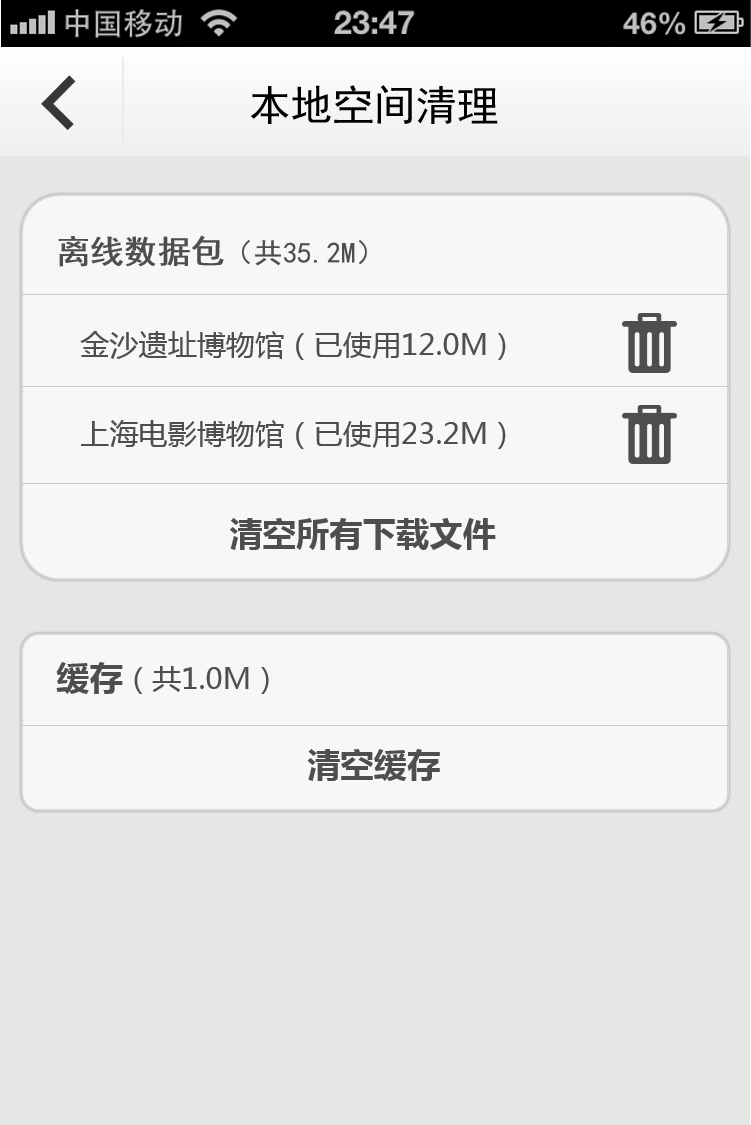 中国移动 23:47 46%
本地空间清理
离线数据包（共35.2M）
金沙遗址博物馆（已使用12.0M）
上海电影博物馆（已使用23.2M）
清空所有下载文件
缓存（共1.0M）
清空缓存